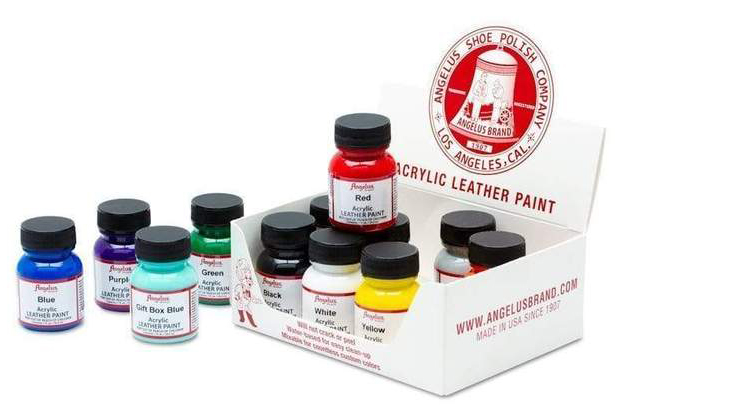 ANGELUS SHOE POLISH COMPANY
ANGELUS BRAND
1907
LOS ANGELES, CAL.
ACRYLIC LEATHER PAINT
Angelus
Red
Acrylic
LEATHER PAINT
Angelus
Blue
Acrylic
LEATHER PAINT
Angelus
Purpl
Acrylic
LEATHER
Angelus
Gift Box Blue
Acrylic
LEATHER PAINT
Angelus
Green
Acrylic
LEATHER PAINT
Black
White
Acrylic
Yellow
Acrylic
Will not crack or peel
Water-based for easy clean-up
Mixable for countless custom colors
WWW.ANGELUSBRAND.COM
MADE IN USA SINCE 1907